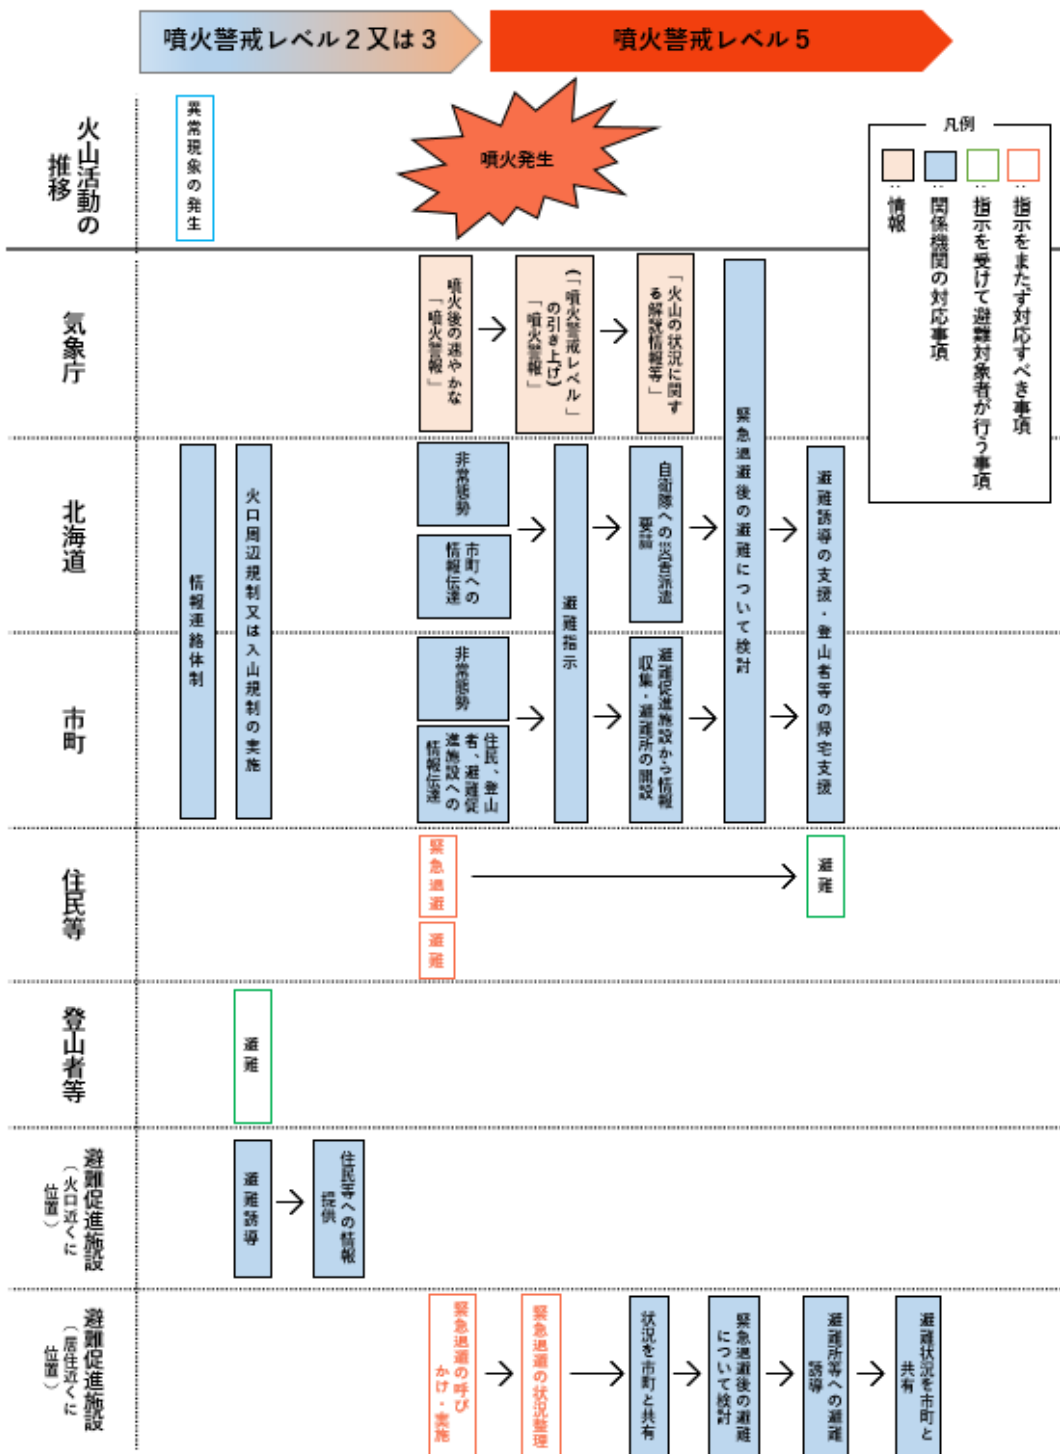 噴火警戒レベル２又は３
噴火警戒レベル５
火山活動の
推移
異常現象の発生
噴火発生
凡例
：情報
：関係機関の対応事項
：指示を受けて避難対象者が行う事項
：指示をまたず対応すべき事項
気象庁
噴火後の速やかな
「噴火警報」
（「噴火警戒レベル」
の引き上げ）
「噴火警報」
「火山の状況に関す
る解説情報等」
緊急退避後の避難について検討
北海道
情報連絡体制
火口周辺規制又は入山規制の実施
非常態勢
市町への
情報伝達
避難指示
自衛隊への災害派遣
要請
避難誘導の支援・登山者等の帰宅支援
市町
非常態勢
住民、登山
者、避難促
進施設への
情報伝達
避難促進施設から情報
収集・避難所の開設
住民等
緊急退避
避難
避難
登山者等
避難
避難促進施設
（火口近くに
位置）
避難誘導
住民等への情報
提供
避難促進施設
（居住近くに
位置）
緊急退避の呼び
かけ・実施
緊急退避の状況整理
状況を市町と共有
緊急退避後の避難
について検討
避難所等への避難
誘導
避難状況を市町と
共有